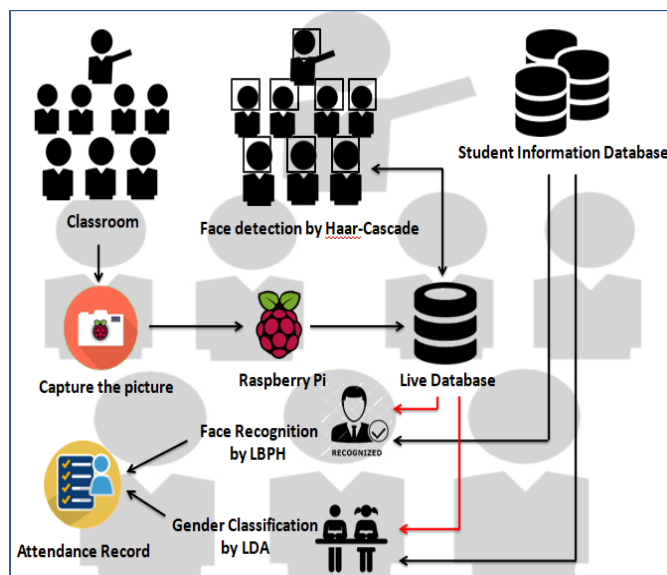 Student Information Database
Classroom
Face detection by Haar-Cascade
Capture the picture
Raspberry Pi
Live Database
Face Recognition
by LBPH
RECOGNIZED
Gender Classification
by LDA
Attendance Record